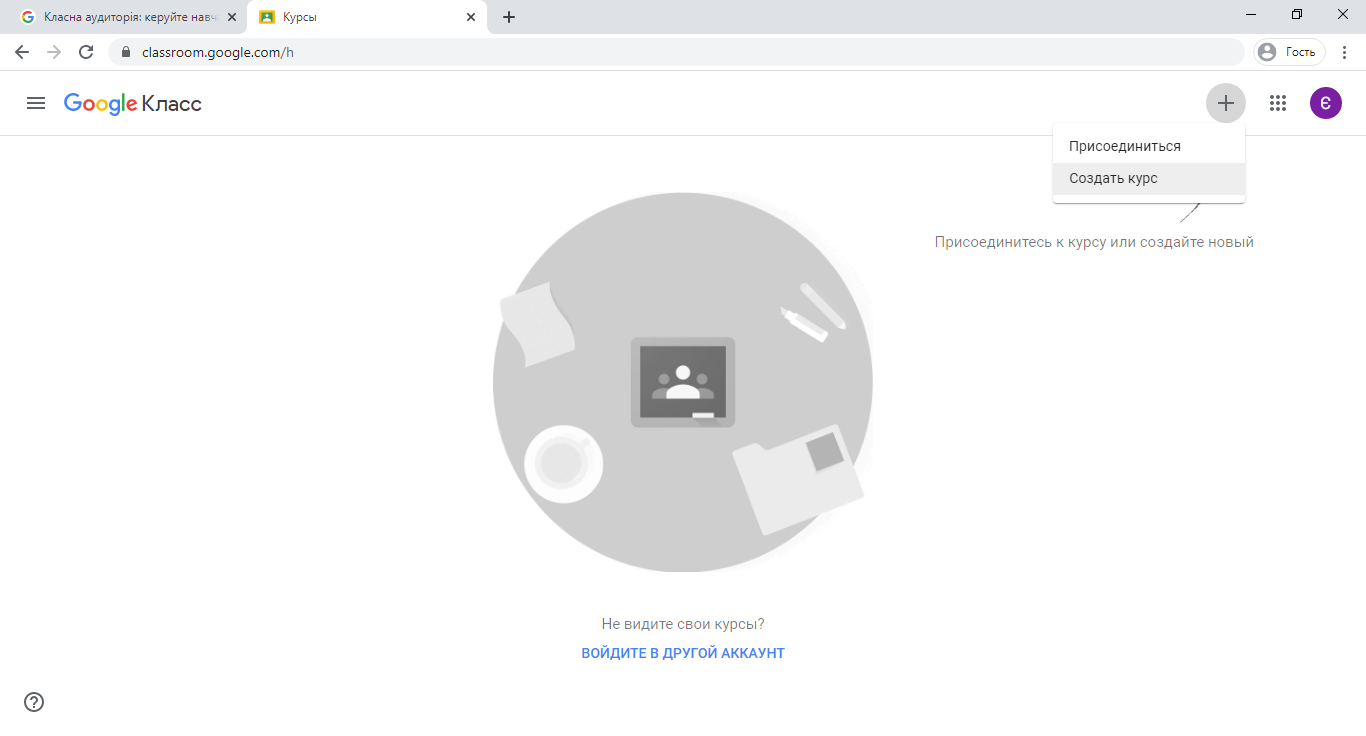 Класна аудиторія: керуйте навч
Курсы
classroom.google.com/h
Гость
Google Класс
Є
Присоединиться
Создать курс
Присоединитесь к курсу или создайте новый
Не видите свои курсы?
ВОЙДИТЕ В ДРУГОЙ АККАУНТ